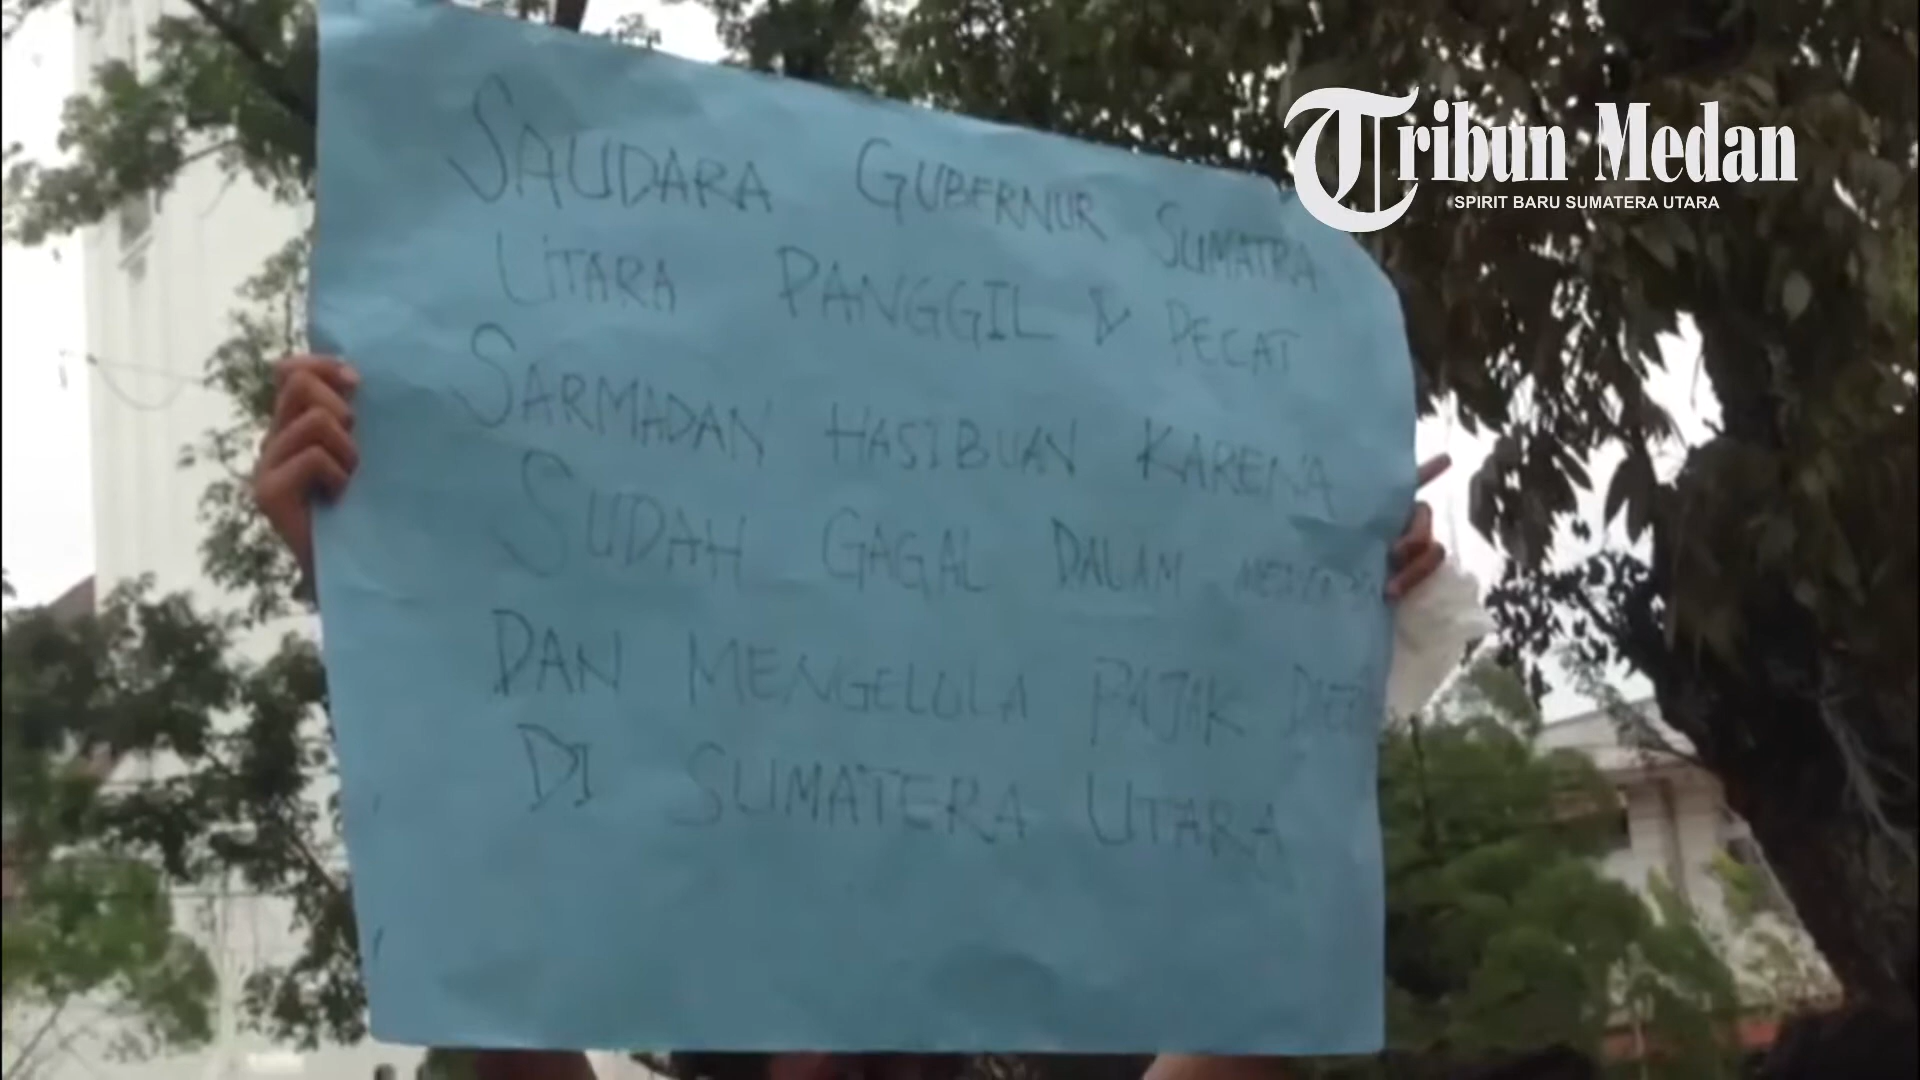 Tribun Medan
SPIRIT BARU SUMATERA UTARA
SAUDARA GUBERNUR SUMATRA
UTARA PANGGIL & PECAT
SARMADAN HASIBUAN KARENA
SUDAH GAGAL DALAM
DAN MENGELOLA PAJAK
DI SUMATERA UTARA